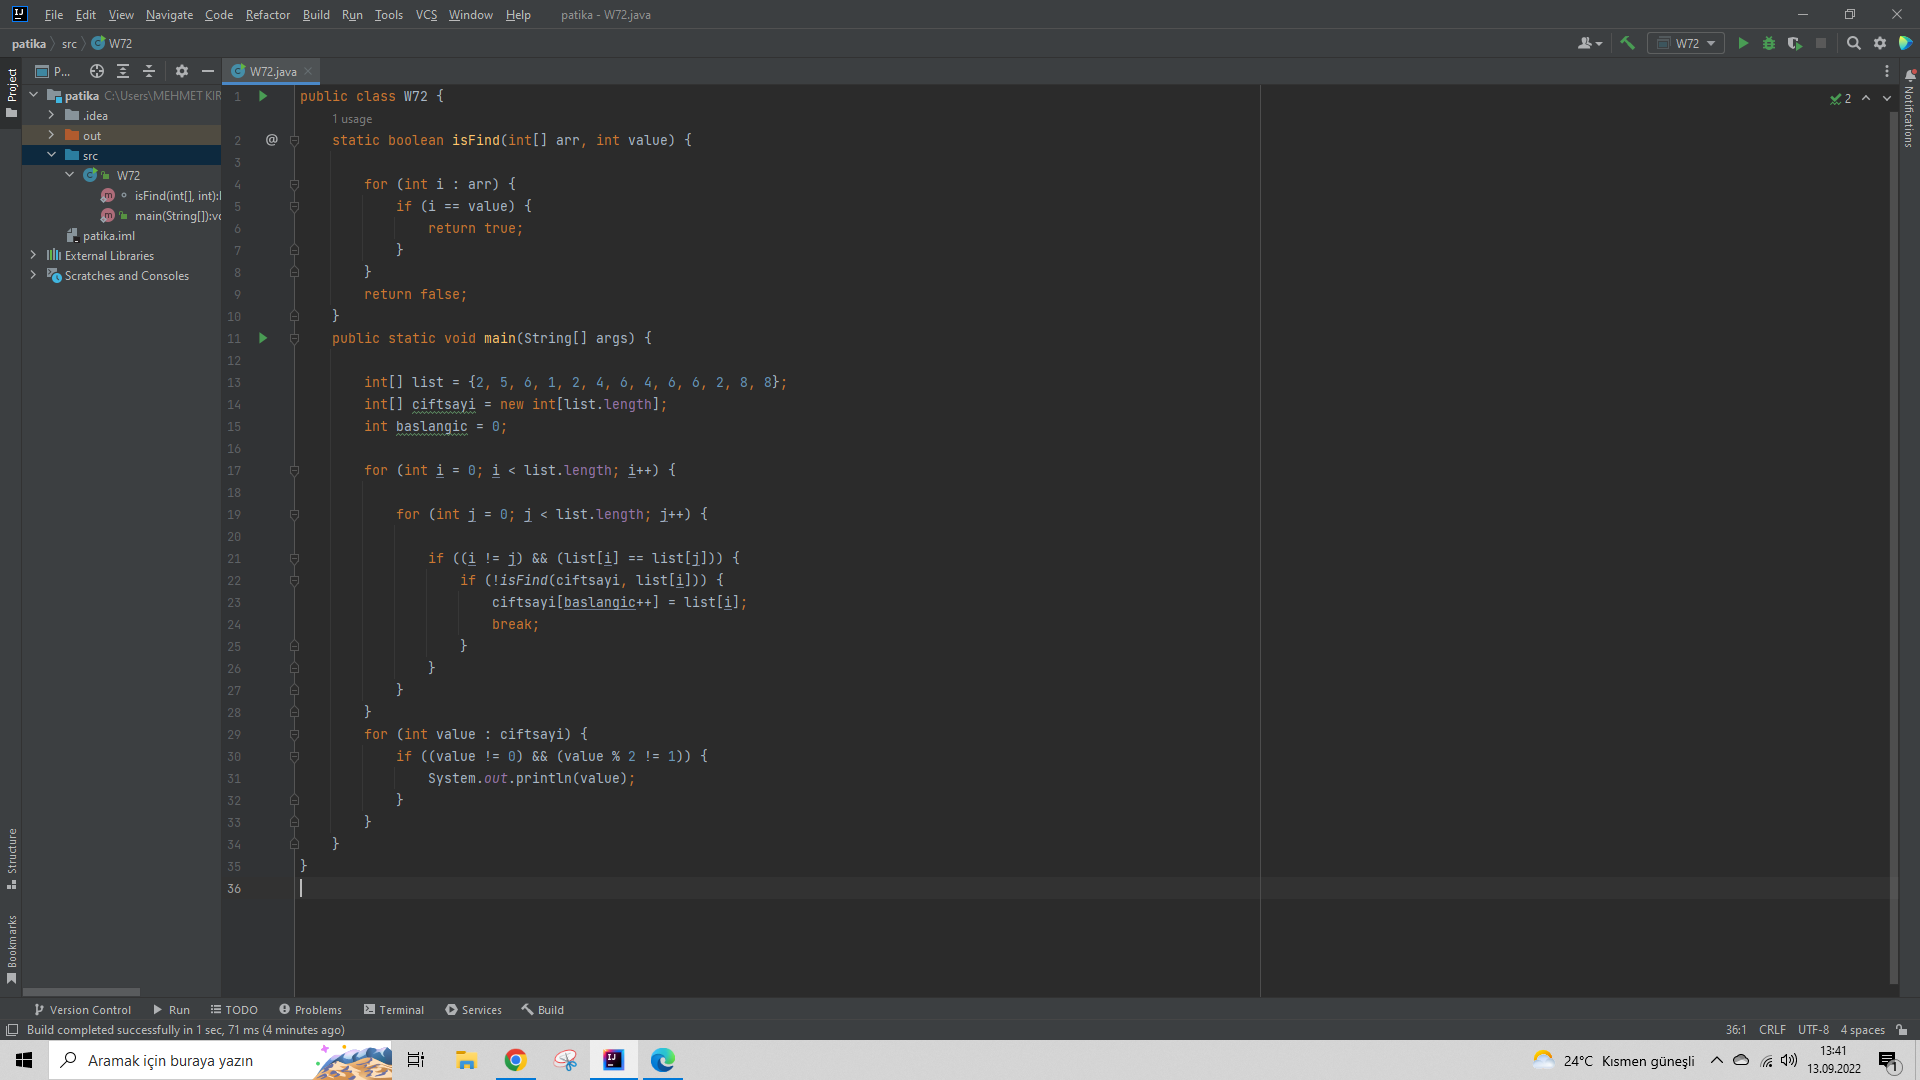 File Edit View Navigate Code Refactor Build Run Tools VCS Window Help patika - W72.java
patika src W72
W72
Project
P...
W72.java
patika C:\Users\MEHMET KIR
.idea
out
src
W72
isFind(int[], int):
main(String[]):vo
patika.iml
External Libraries
Scratches and Consoles
1 public class W72 {
1 usage
2 @ static boolean isFind(int[] arr, int value) {
3
4 for (int i : arr) {
5 if (i == value) {
6 return true;
7 }
8 }
9 return false;
10 }
11 public static void main(String[] args) {
12
13 int[] list = {2, 5, 6, 1, 2, 4, 6, 4, 6, 6, 2, 8, 8};
14 int[] ciftsayi = new int[list.length];
15 int baslangic = 0;
16
17 for (int i = 0; i < list.length; i++) {
18
19 for (int j = 0; j < list.length; j++) {
20
21 if ((i != j) && (list[i] == list[j])) {
22 if (!isFind(ciftsayi, list[i])) {
23 ciftsayi[baslangic++] = list[i];
24 break;
25 }
26 }
27 }
28 }
29 for (int value : ciftsayi) {
30 if ((value != 0) && (value % 2 != 1)) {
31 System.out.println(value);
32 }
33 }
34 }
35 }
36
2
Notifications
Structure
Bookmarks
Version Control Run TODO Problems Terminal Services Build
Build completed successfully in 1 sec, 71 ms (4 minutes ago)
36:1 CRLF UTF-8 4 spaces
Aramak için buraya yazın
24°C Kısmen güneşli
13:41
13.09.2022
1